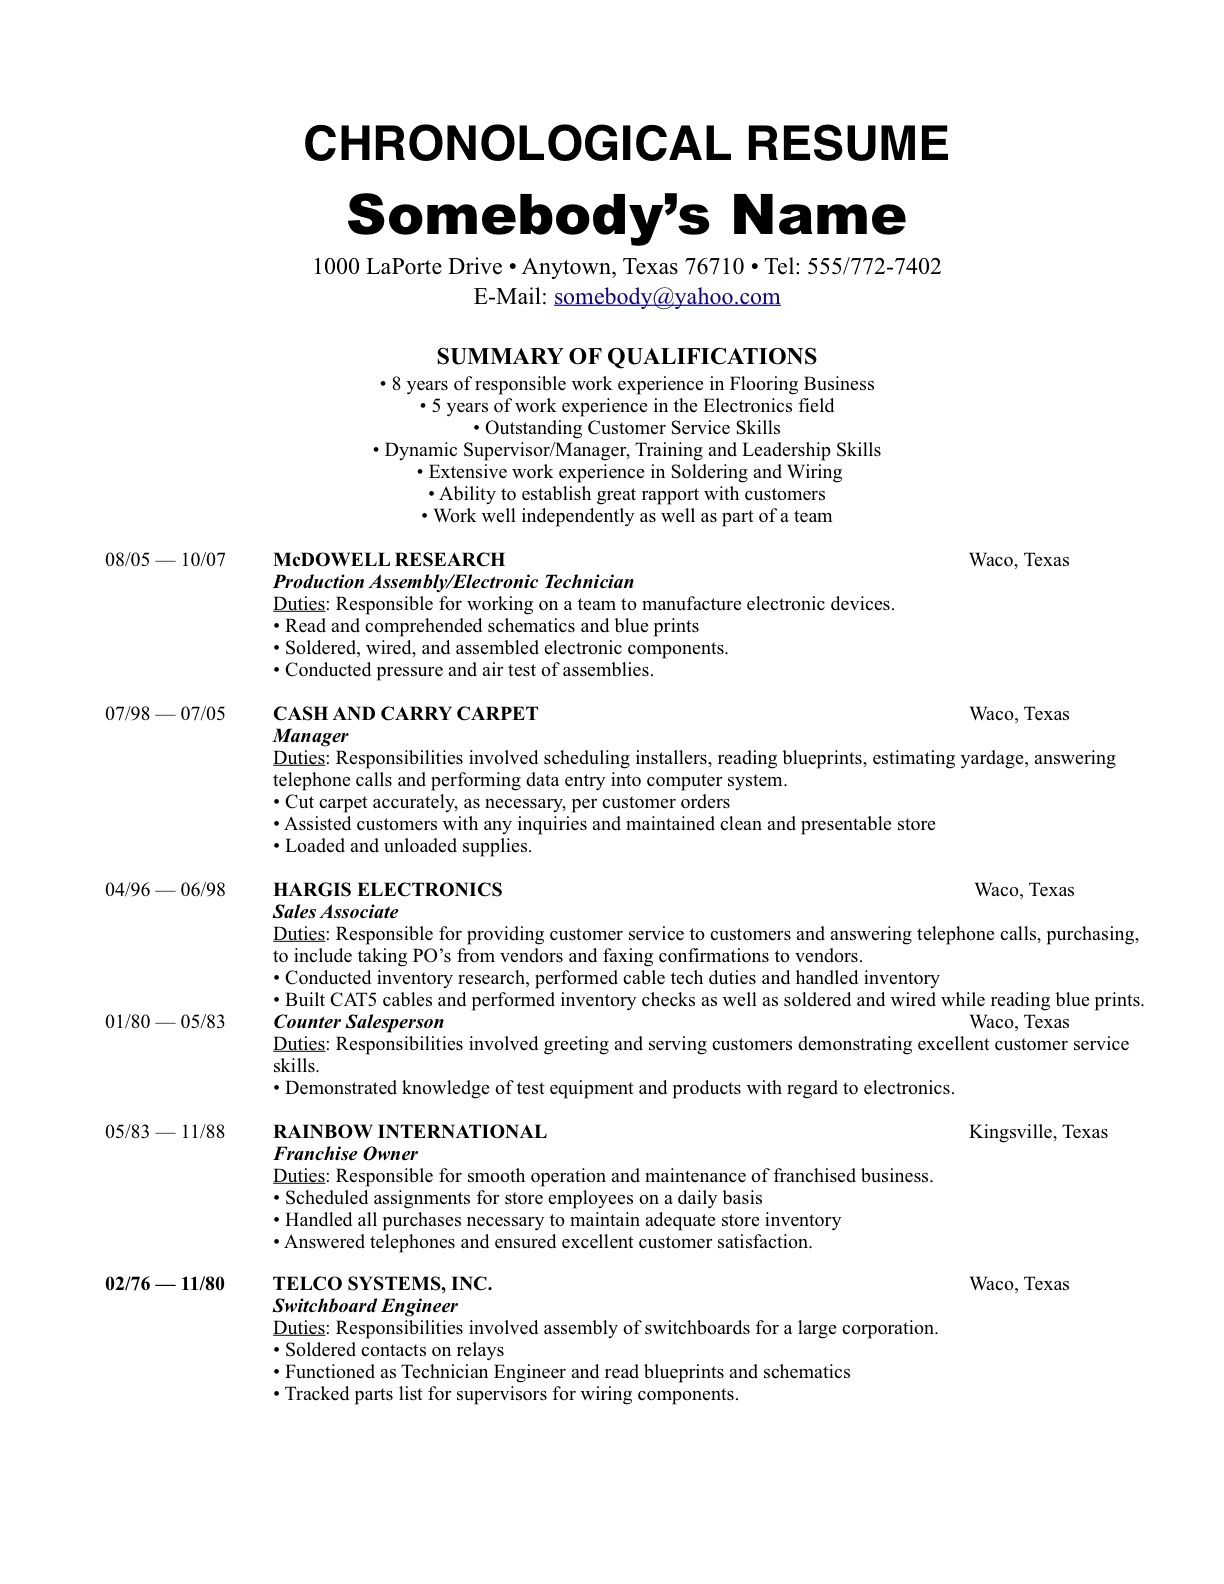 CHRONOLOGICAL RESUME
Somebody’s Name
1000 LaPorte Drive • Anytown, Texas 76710 • Tel: 555/772-7402
E-Mail: somebody@yahoo.com
SUMMARY OF QUALIFICATIONS
• 8 years of responsible work experience in Flooring Business
• 5 years of work experience in the Electronics field
• Outstanding Customer Service Skills
• Dynamic Supervisor/Manager, Training and Leadership Skills
• Extensive work experience in Soldering and Wiring
• Ability to establish great rapport with customers
• Work well independently as well as part of a team
08/05 — 10/07 McDOWELL RESEARCH Waco, Texas
Production Assembly/Electronic Technician
Duties: Responsible for working on a team to manufacture electronic devices.
• Read and comprehended schematics and blue prints
• Soldered, wired, and assembled electronic components.
• Conducted pressure and air test of assemblies.
07/98 — 07/05 CASH AND CARRY CARPET Waco, Texas
Manager
Duties: Responsibilities involved scheduling installers, reading blueprints, estimating yardage, answering
telephone calls and performing data entry into computer system.
• Cut carpet accurately, as necessary, per customer orders
• Assisted customers with any inquiries and maintained clean and presentable store
• Loaded and unloaded supplies.
04/96 — 06/98 HARGIS ELECTRONICS Waco, Texas
Sales Associate
Duties: Responsible for providing customer service to customers and answering telephone calls, purchasing,
to include taking PO’s from vendors and faxing confirmations to vendors.
• Conducted inventory research, performed cable tech duties and handled inventory
• Built CAT5 cables and performed inventory checks as well as soldered and wired while reading blue prints.
01/80 — 05/83 Counter Salesperson Waco, Texas
Duties: Responsibilities involved greeting and serving customers demonstrating excellent customer service
skills.
• Demonstrated knowledge of test equipment and products with regard to electronics.
05/83 — 11/88 RAINBOW INTERNATIONAL Kingsville, Texas
Franchise Owner
Duties: Responsible for smooth operation and maintenance of franchised business.
• Scheduled assignments for store employees on a daily basis
• Handled all purchases necessary to maintain adequate store inventory
• Answered telephones and ensured excellent customer satisfaction.
02/76 — 11/80 TELCO SYSTEMS, INC. Waco, Texas
Switchboard Engineer
Duties: Responsibilities involved assembly of switchboards for a large corporation.
• Soldered contacts on relays
• Functioned as Technician Engineer and read blueprints and schematics
• Tracked parts list for supervisors for wiring components.